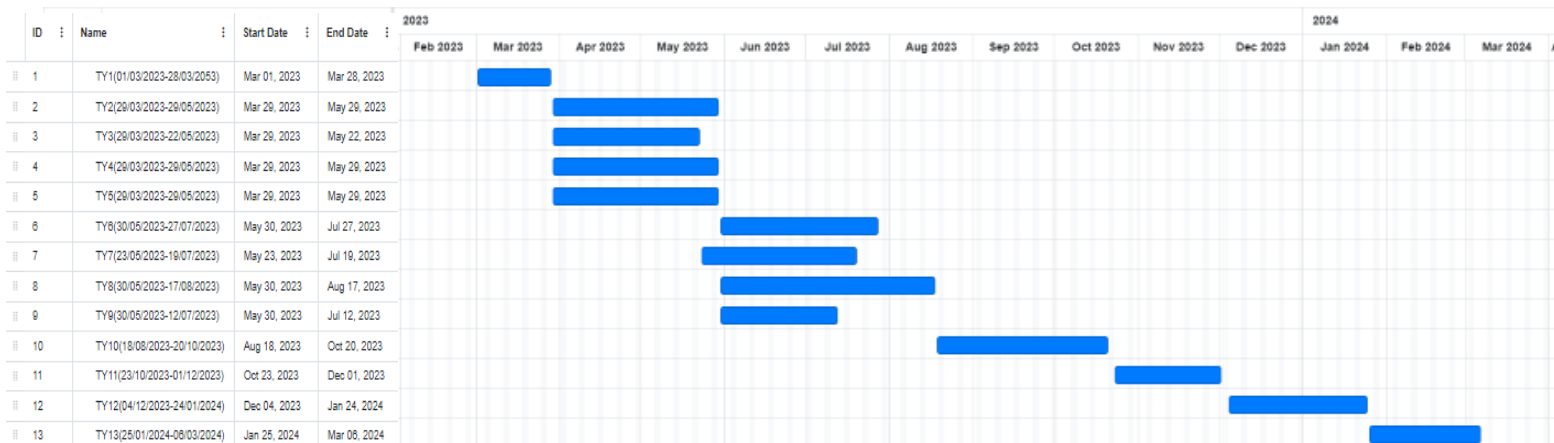 2023 2024
ID Name Start Date End Date
Feb 2023 Mar 2023 Apr 2023 May 2023 Jun 2023 Jul 2023 Aug 2023 Sep 2023 Oct 2023 Nov 2023 Dec 2023 Jan 2024 Feb 2024 Mar 2024
1 TY1(01/03/2023-28/03/2053) Mar 01, 2023 Mar 28, 2023
2 TY2(29/03/2023-29/05/2023) Mar 29, 2023 May 29, 2023
3 TY3(29/03/2023-22/05/2023) Mar 29, 2023 May 22, 2023
4 TY4(29/03/2023-29/05/2023) Mar 29, 2023 May 29, 2023
5 TY5(29/03/2023-29/05/2023) Mar 29, 2023 May 29, 2023
6 TY6(30/05/2023-27/07/2023) May 30, 2023 Jul 27, 2023
7 TY7(23/05/2023-19/07/2023) May 23, 2023 Jul 19, 2023
8 TY8(30/05/2023-17/08/2023) May 30, 2023 Aug 17, 2023
9 TY9(30/05/2023-12/07/2023) May 30, 2023 Jul 12, 2023
10 TY10(18/08/2023-20/10/2023) Aug 18, 2023 Oct 20, 2023
11 TY11(23/10/2023-01/12/2023) Oct 23, 2023 Dec 01, 2023
12 TY12(04/12/2023-24/01/2024) Dec 04, 2023 Jan 24, 2024
13 TY13(25/01/2024-06/03/2024) Jan 25, 2024 Mar 06, 2024